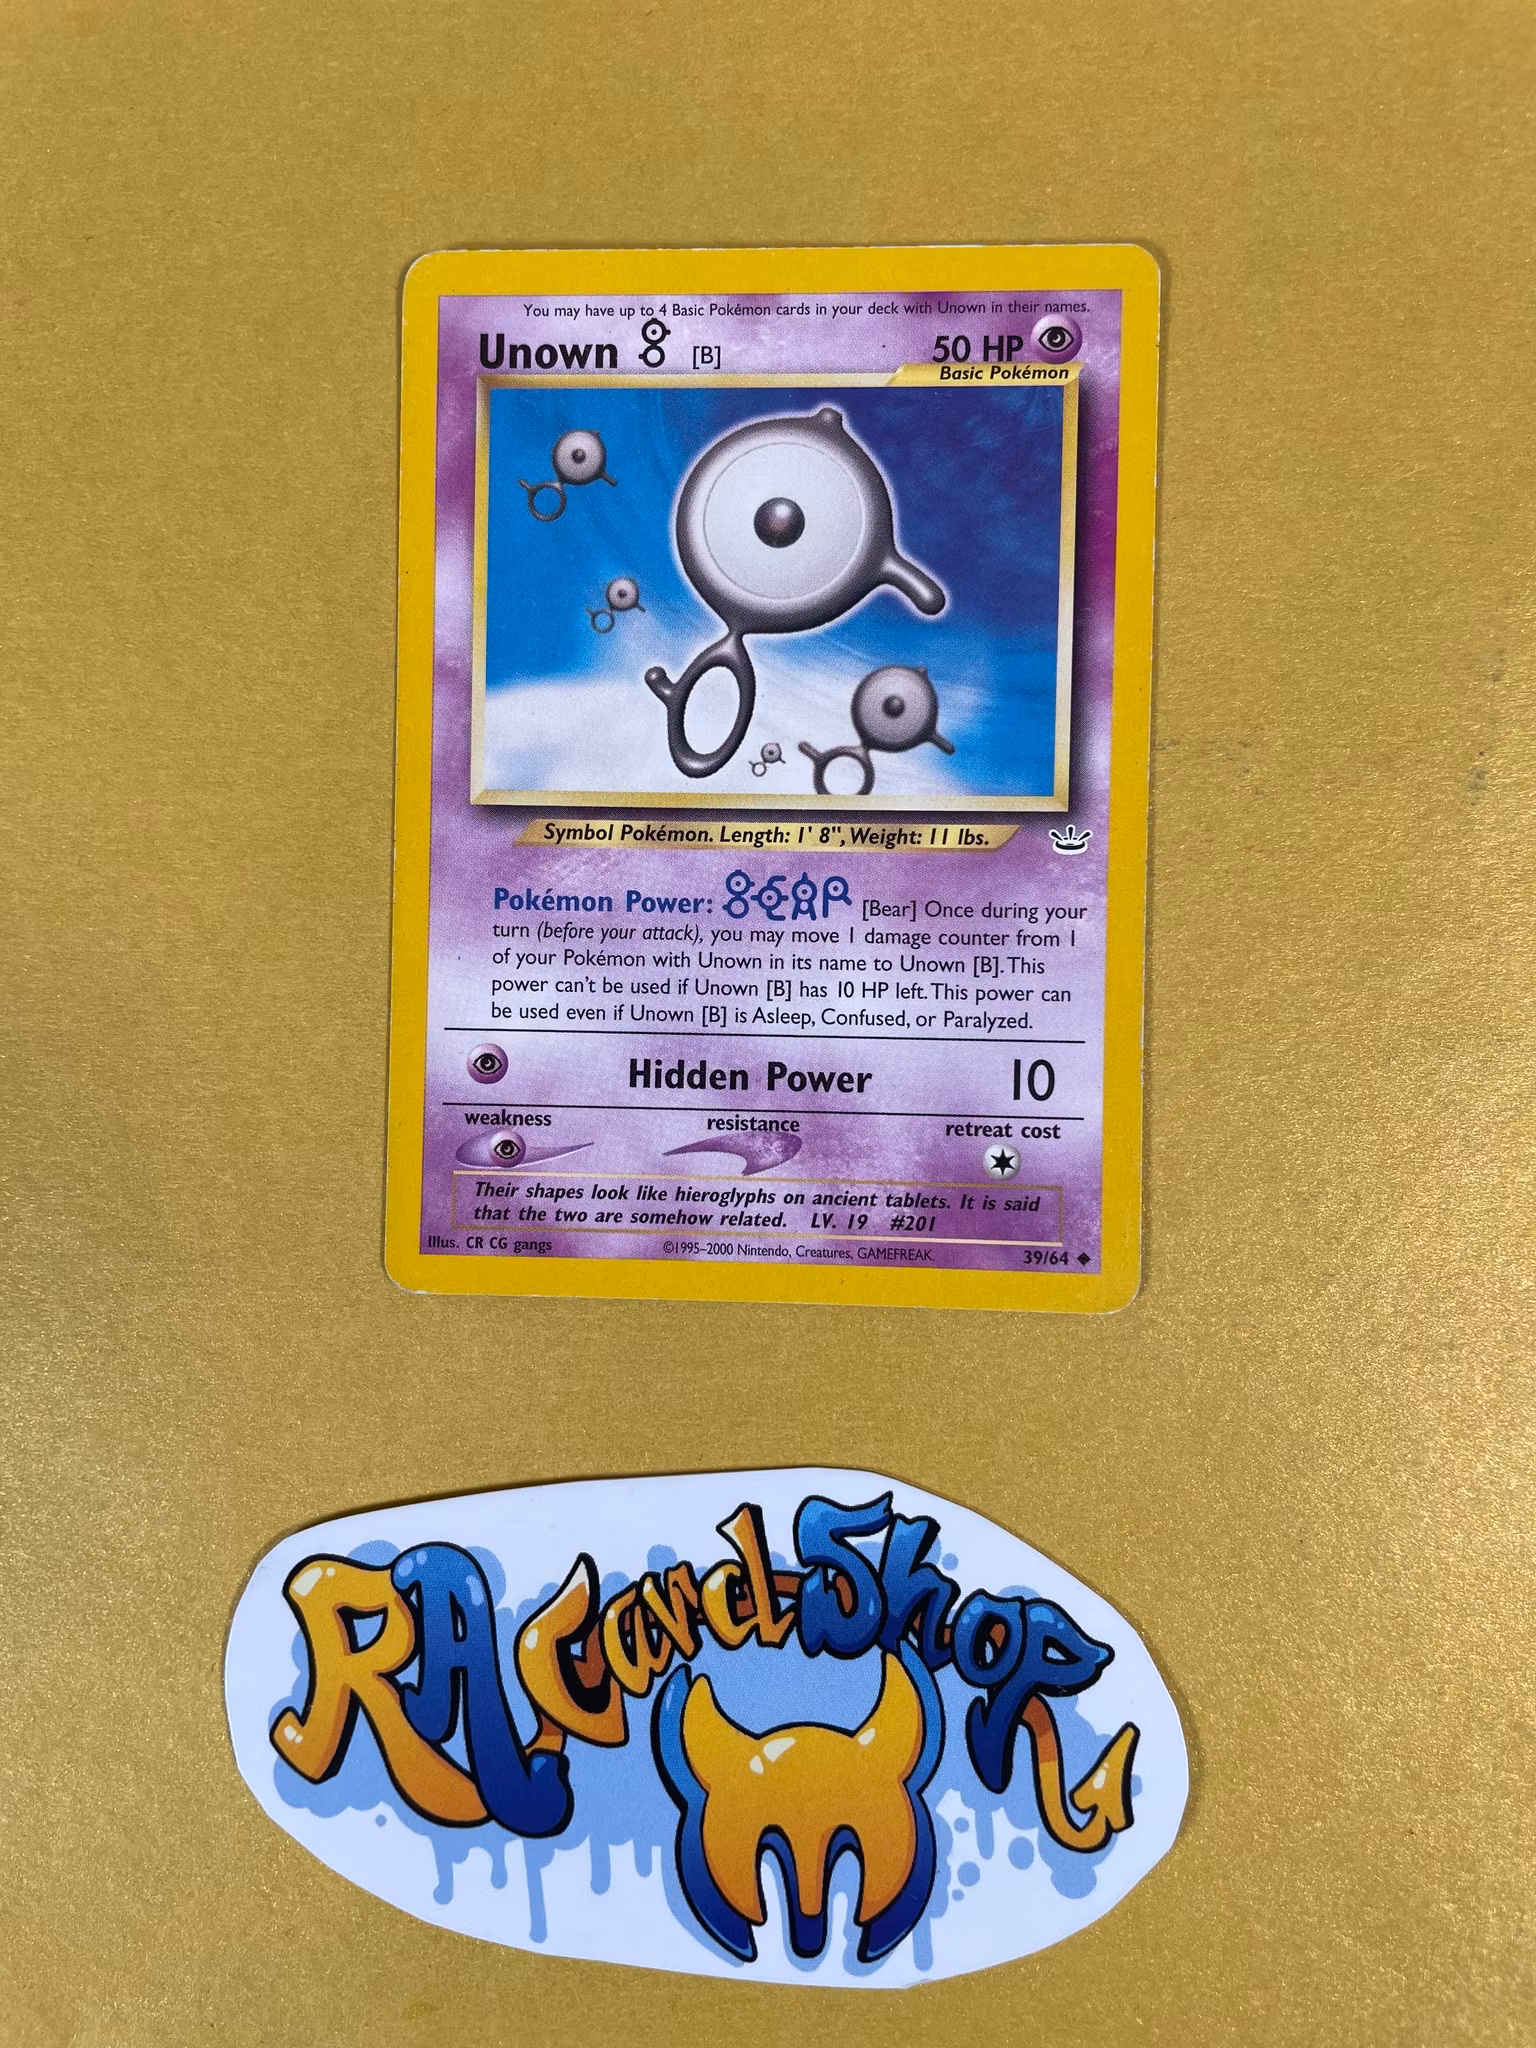 You may have up to 4 Basic Pokémon cards in your deck with Unown in their names.
Unown [B] 50 HP
Basic Pokémon
Symbol Pokémon. Length: 1' 8", Weight: 11 lbs.
Pokémon Power: BEAR [Bear] Once during your
turn (before your attack), you may move 1 damage counter from 1
of your Pokémon with Unown in its name to Unown [B]. This
power can't be used if Unown [B] has 10 HP left. This power can
be used even if Unown [B] is Asleep, Confused, or Paralyzed.
Hidden Power 10
weakness resistance retreat cost
Their shapes look like hieroglyphs on ancient tablets. It is said
that the two are somehow related. LV. 19 #201
Illus. CR CG gangs ©1995–2000 Nintendo, Creatures, GAMEFREAK. 39/64 ◆
RACardShop